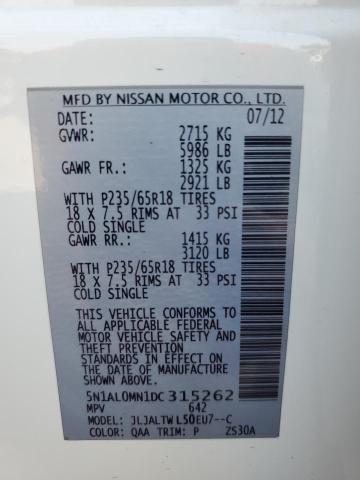 MFD BY NISSAN MOTOR CO., LTD.
DATE: 07/12
GVWR: 2715 KG
5986 LB
GAWR FR: 1325 KG
2921 LB
WITH P235/65R18 TIRES
18 X 7.5 RIMS AT 33 PSI
COLD SINGLE
GAWR RR.: 1415 KG
3120 LB
WITH P235/65R18 TIRES
18 X 7.5 RIMS AT 33 PSI
COLD SINGLE
THIS VEHICLE CONFORMS TO
ALL APPLICABLE FEDERAL
MOTOR VEHICLE SAFETY AND
THEFT PREVENTION
STANDARDS IN EFFECT ON
THE DATE OF MANUFACTURE
SHOWN ABOVE.
5N1AL0MN1DC315262
MPV 642
MODEL: JLJALTW L50EU7--C
COLOR: QAA TRIM: P ZS30A